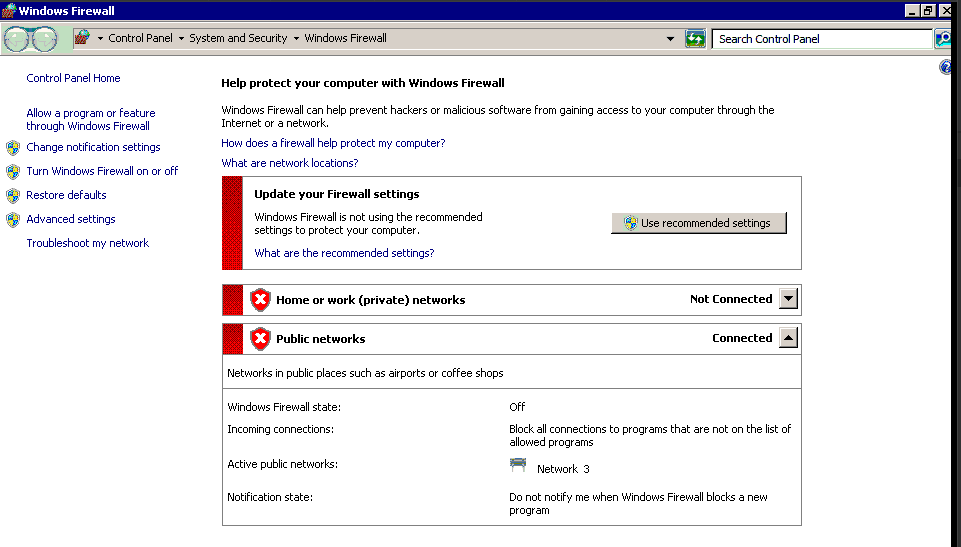 Windows Firewall
Control Panel System and Security Windows Firewall
Search Control Panel
Control Panel Home
Allow a program or feature
through Windows Firewall
Change notification settings
Turn Windows Firewall on or off
Restore defaults
Advanced settings
Troubleshoot my network
Help protect your computer with Windows Firewall
Windows Firewall can help prevent hackers or malicious software from gaining access to your computer through the
Internet or a network.
How does a firewall help protect my computer?
What are network locations?
Update your Firewall settings
Windows Firewall is not using the recommended
settings to protect your computer.
What are the recommended settings?
Use recommended settings
Home or work (private) networks Not Connected
Public networks Connected
Networks in public places such as airports or coffee shops
Windows Firewall state: Off
Incoming connections: Block all connections to programs that are not on the list of
allowed programs
Active public networks: Network 3
Notification state: Do not notify me when Windows Firewall blocks a new
program